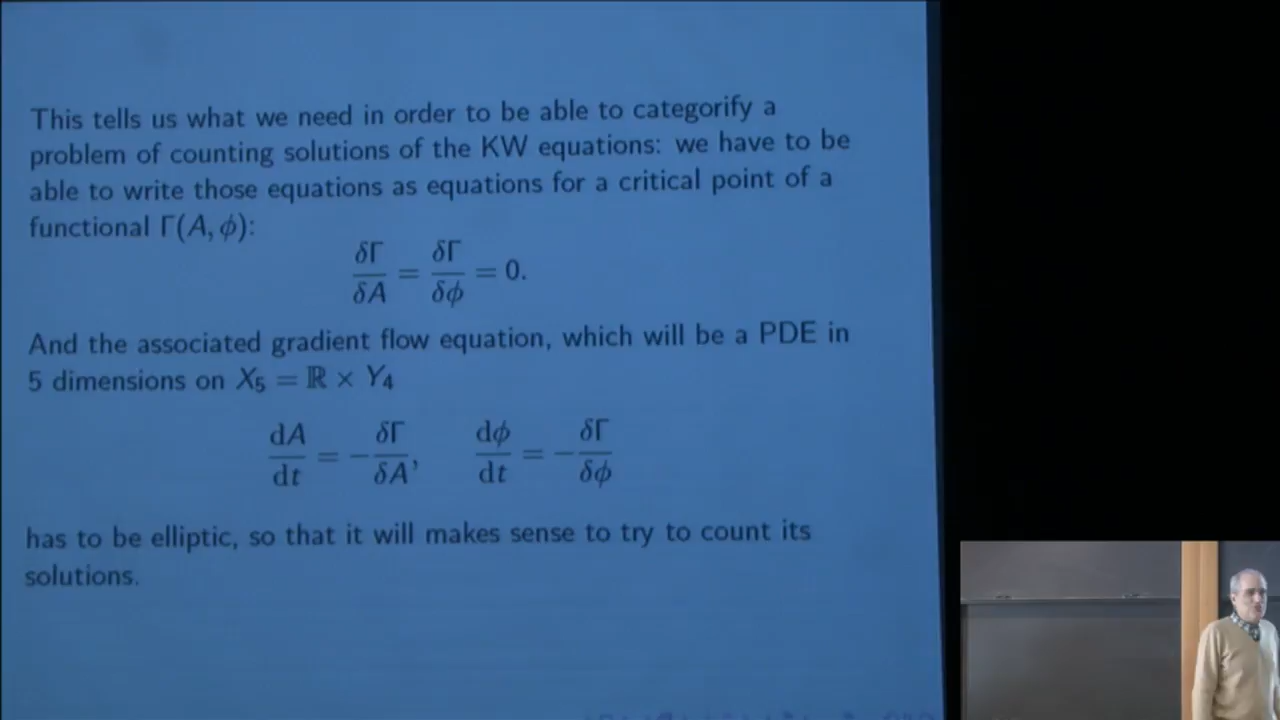 This tells us what we need in order to be able to categorify a
problem of counting solutions of the KW equations: we have to be
able to write those equations as equations for a critical point of a
functional Γ(A, ϕ):
δΓ/δA = δΓ/δϕ = 0.
And the associated gradient flow equation, which will be a PDE in
5 dimensions on X₅ = ℝ × Y₄
dA/dt = −δΓ/δA, dϕ/dt = −δΓ/δϕ
has to be elliptic, so that it will makes sense to try to count its
solutions.